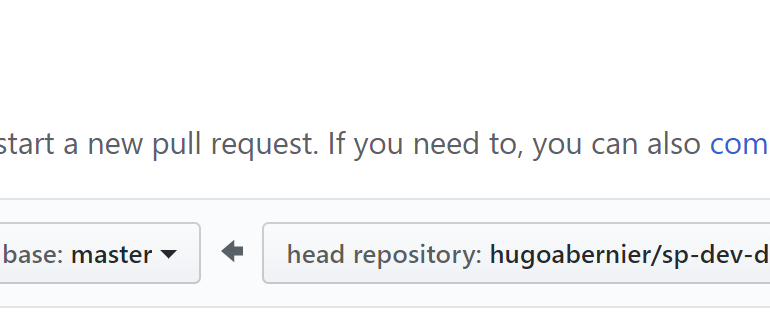 start a new pull request. If you need to, you can also com
base: master head repository: hugoabernier/sp-dev-d